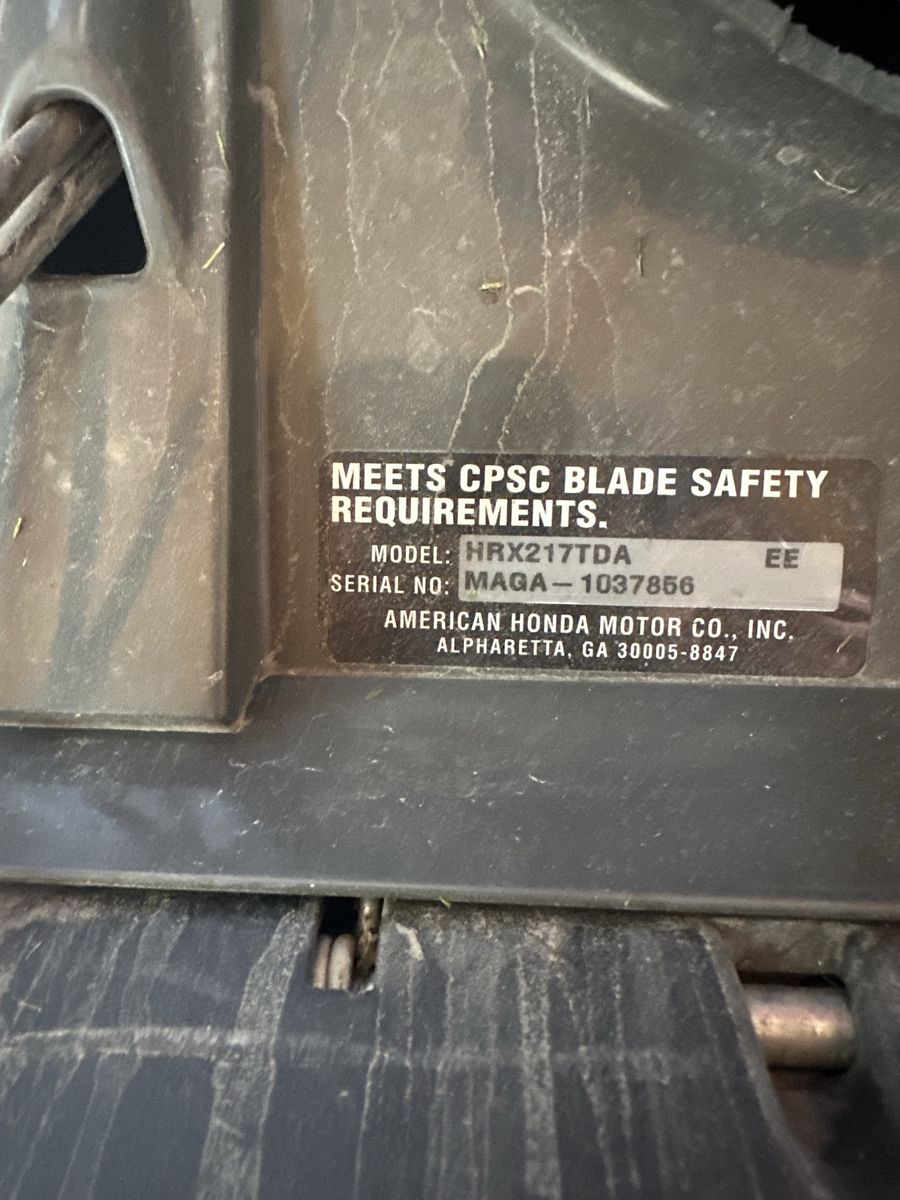 MEETS CPSC BLADE SAFETY
REQUIREMENTS.
MODEL: HRX217TDA EE
SERIAL NO: MAGA – 1037856
AMERICAN HONDA MOTOR CO., INC.
ALPHARETTA, GA 30005-8847